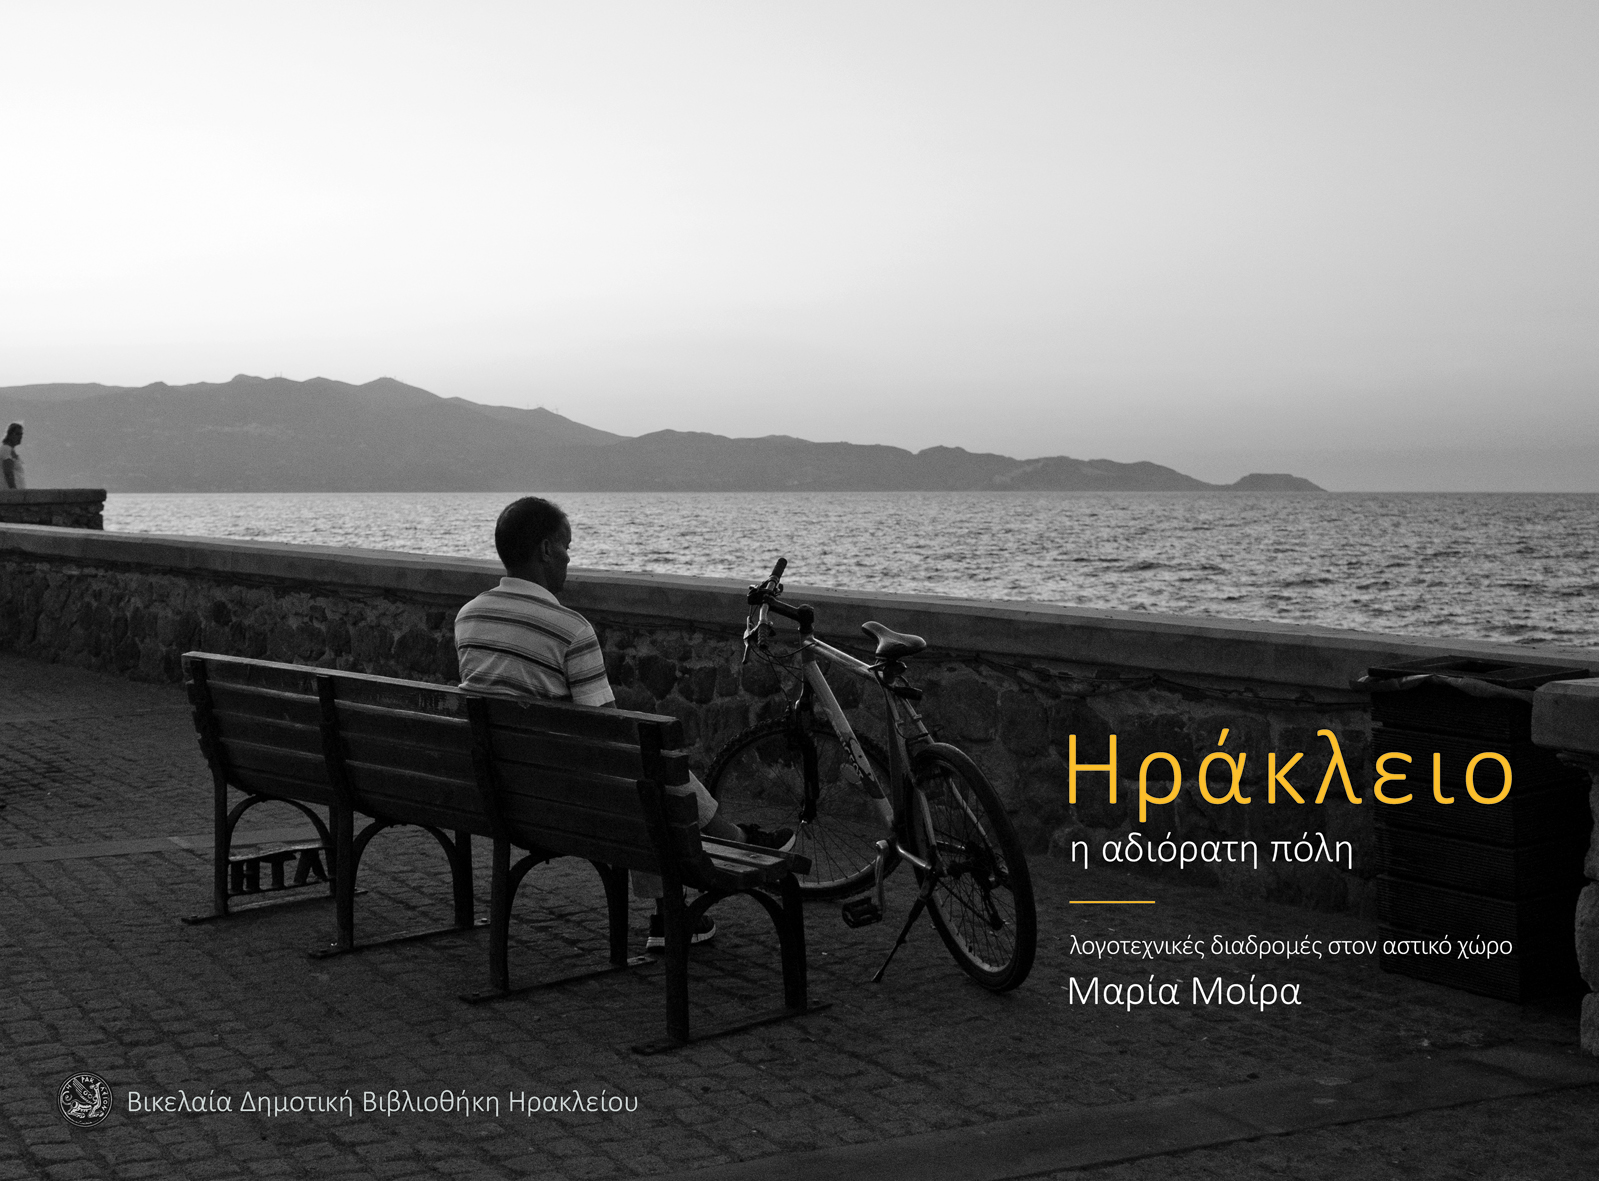 Ηράκλειο
η αδιόρατη πόλη
λογοτεχνικές διαδρομές στον αστικό χώρο
Μαρία Μοίρα
Βικελαία Δημοτική Βιβλιοθήκη Ηρακλείου